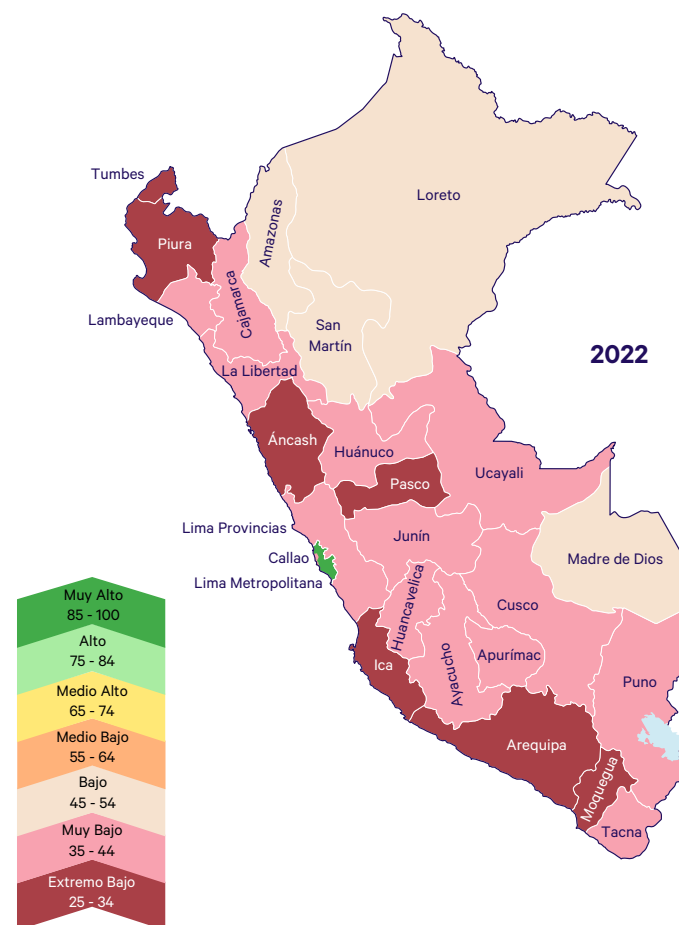 Tumbes
Piura
Lambayeque
Cajamarca
Amazonas
Loreto
San
Martín
La Libertad
2022
Áncash
Huánuco
Pasco
Ucayali
Lima Provincias
Callao
Lima Metropolitana
Junín
Madre de Dios
Huancavelica
Cusco
Ica
Ayacucho
Apurímac
Puno
Arequipa
Moquegua
Tacna
Muy Alto
85 - 100
Alto
75 - 84
Medio Alto
65 - 74
Medio Bajo
55 - 64
Bajo
45 - 54
Muy Bajo
35 - 44
Extremo Bajo
25 - 34